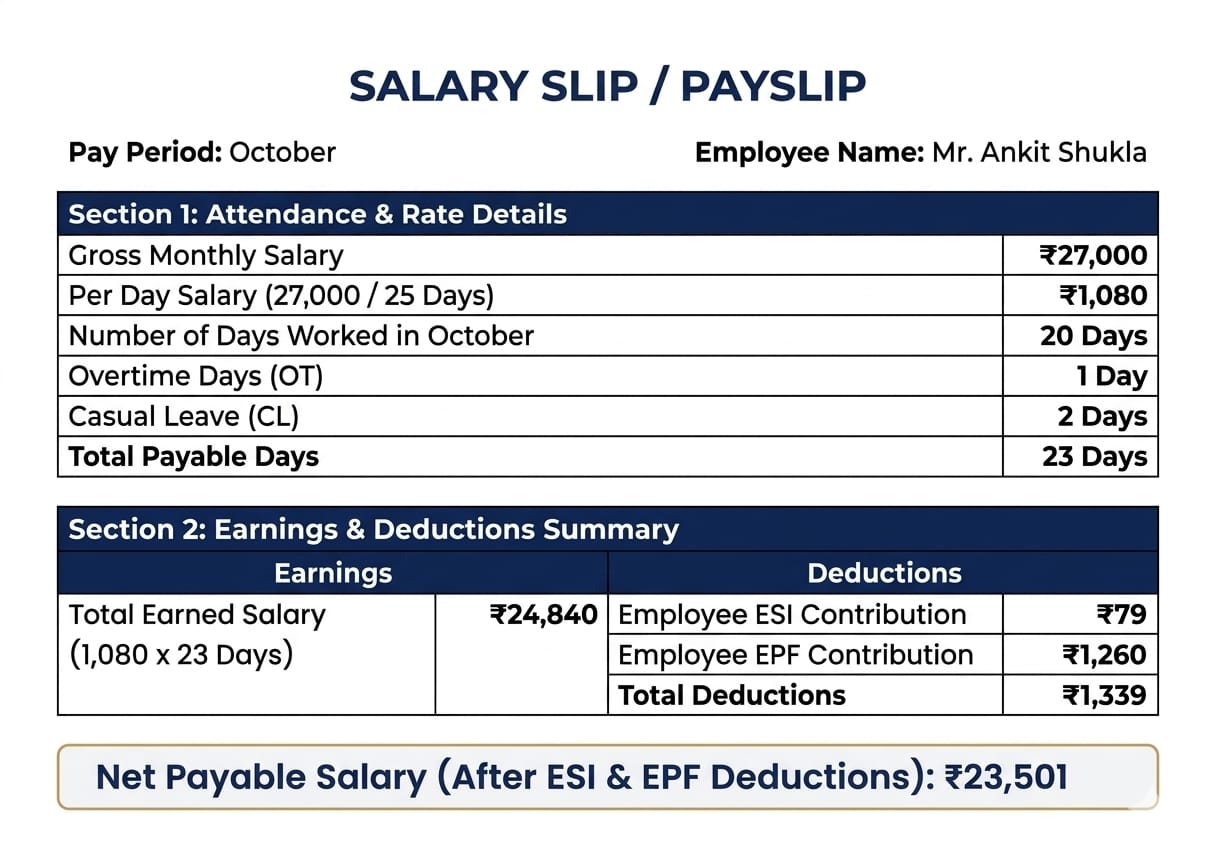 SALARY SLIP / PAYSLIP
Pay Period: October
Employee Name: Mr. Ankit Shukla
Section 1: Attendance & Rate Details
Gross Monthly Salary ₹27,000
Per Day Salary (27,000 / 25 Days) ₹1,080
Number of Days Worked in October 20 Days
Overtime Days (OT) 1 Day
Casual Leave (CL) 2 Days
Total Payable Days 23 Days
Section 2: Earnings & Deductions Summary
Earnings Deductions
Total Earned Salary ₹24,840 Employee ESI Contribution ₹79
(1,080 x 23 Days) Employee EPF Contribution ₹1,260
Total Deductions ₹1,339
Net Payable Salary (After ESI & EPF Deductions): ₹23,501